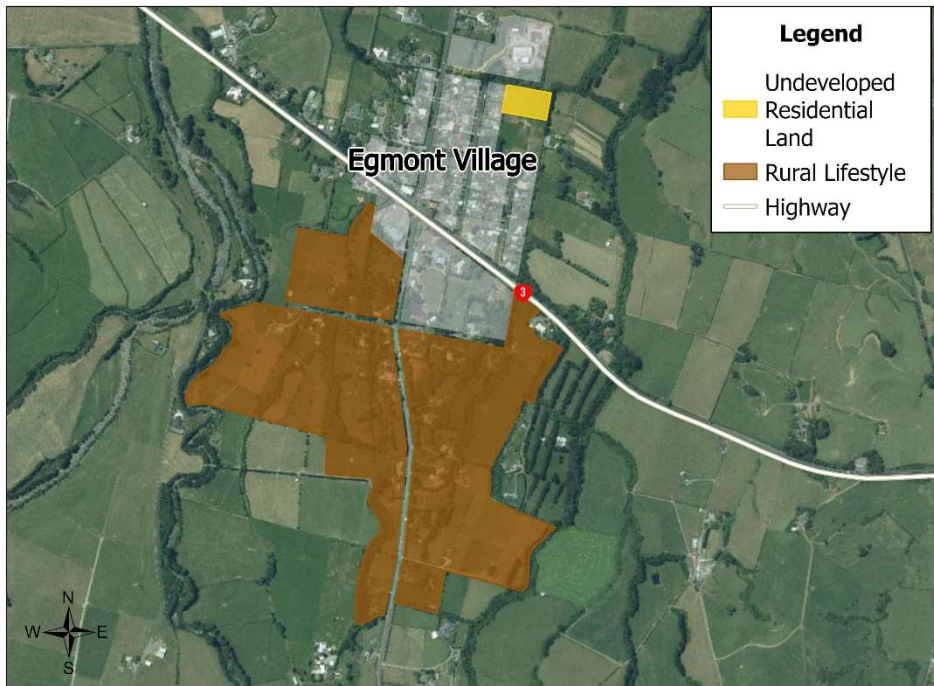 Legend
Undeveloped
Residential
Land
Rural Lifestyle
Highway
Egmont Village
3
N
W E
S